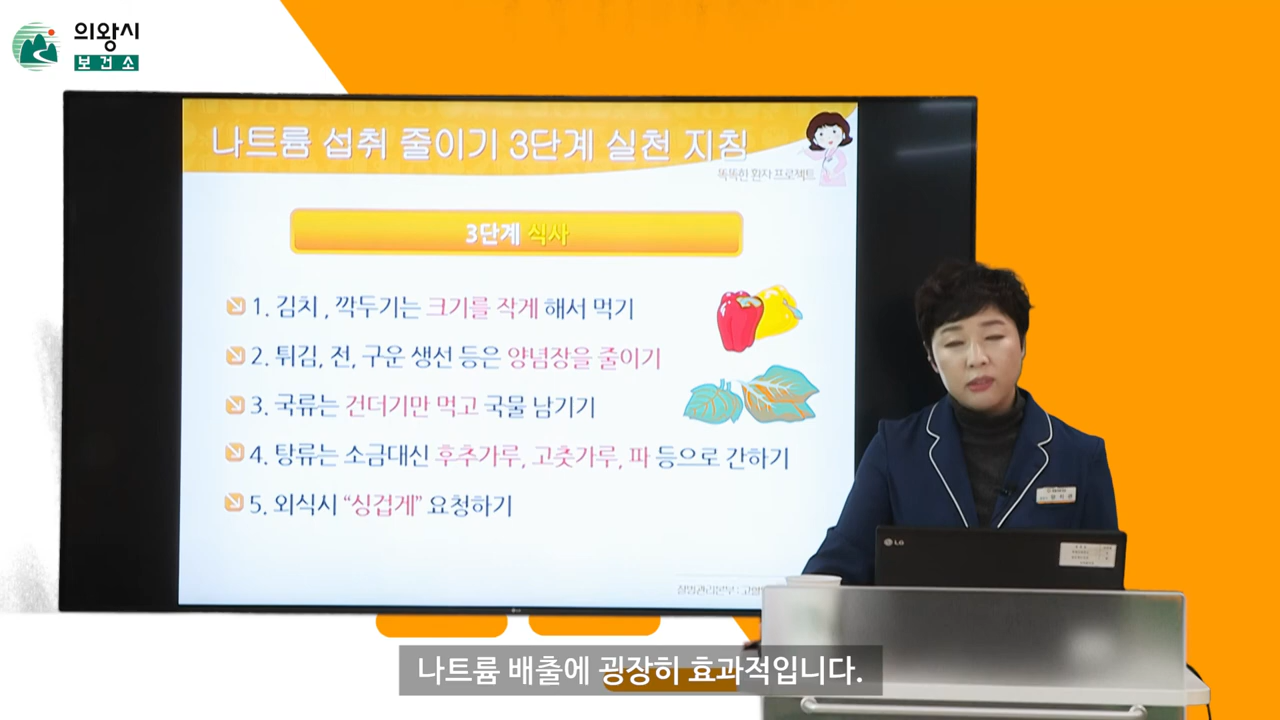 의왕시
보건소
나트륨 섭취 줄이기 3단계 실천 지침
똑똑한 환자 프로젝트
3단계 식사
1. 김치 , 깍두기는 크기를 작게 해서 먹기
2. 튀김, 전, 구운 생선 등은 양념장을 줄이기
3. 국류는 건더기만 먹고 국물 남기기
4. 탕류는 소금대신 후추가루, 고춧가루, 파 등으로 간하기
5. 외식시 “싱겁게” 요청하기
질병관리본부 :
LG
나트륨 배출에 굉장히 효과적입니다.